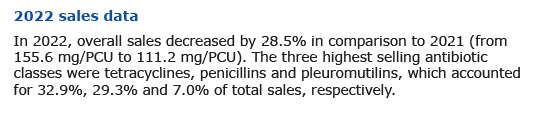 2022 sales data
In 2022, overall sales decreased by 28.5% in comparison to 2021 (from
155.6 mg/PCU to 111.2 mg/PCU). The three highest selling antibiotic
classes were tetracyclines, penicillins and pleuromutilins, which accounted
for 32.9%, 29.3% and 7.0% of total sales, respectively.